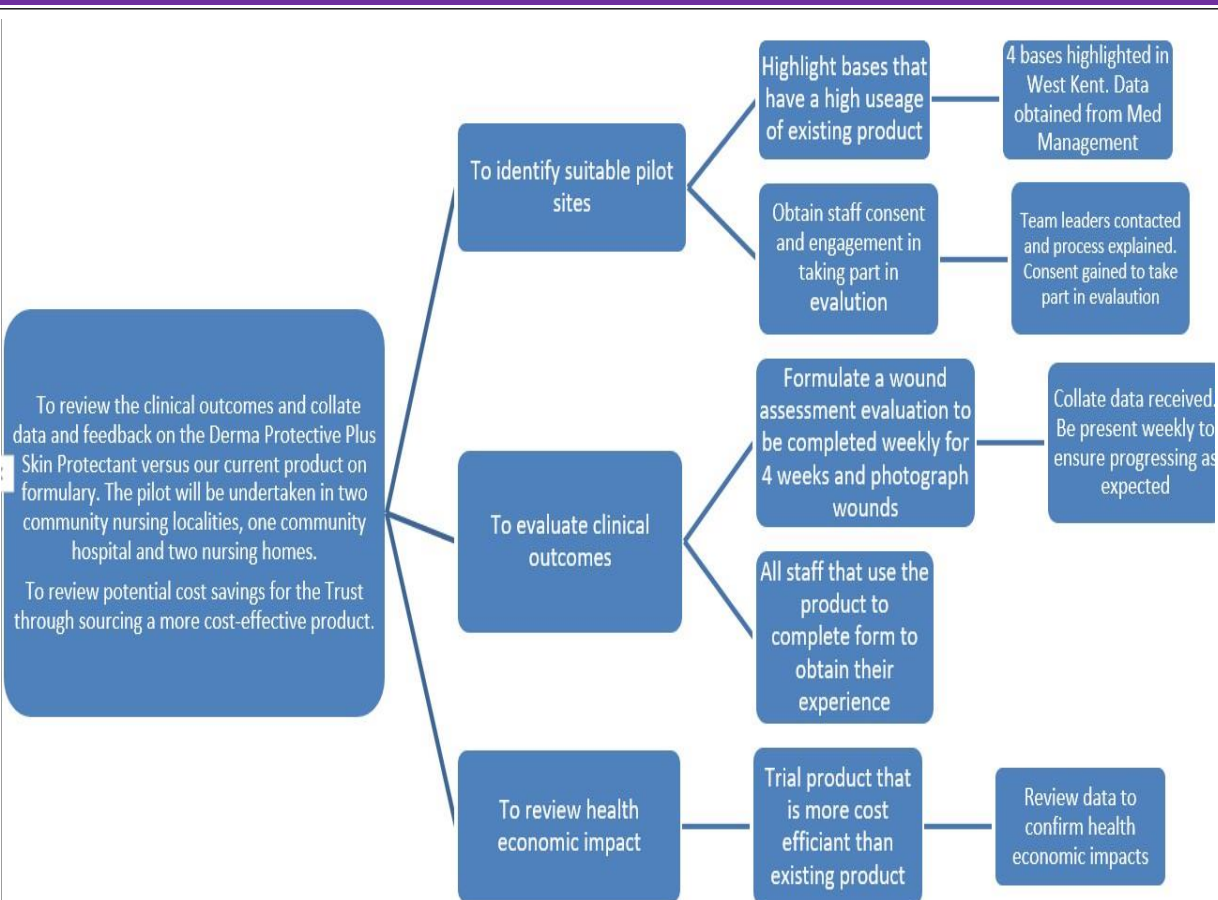 To review the clinical outcomes and collate
data and feedback on the Derma Protective Plus
Skin Protectant versus our current product on
formulary. The pilot will be undertaken in two
community nursing localities, one community
hospital and two nursing homes.
To review potential cost savings for the Trust
through sourcing a more cost-effective product.
To identify suitable pilot
sites
Highlight bases that
have a high useage
of existing product
4 bases highlighted in
West Kent. Data
obtained from Med
Management
Obtain staff consent
and engagement in
taking part in
evalution
Team leaders contacted
and process explained.
Consent gained to take
part in evalaution
To evaluate clinical
outcomes
Formulate a wound
assessment evaluation to
be completed weekly for
4 weeks and photograph
wounds
Collate data received.
Be present weekly to
ensure progressing as
expected
All staff that use the
product to
complete form to
obtain their
experience
To review health
economic impact
Trial product that
is more cost
efficiant than
existing product
Review data to
confirm health
economic impacts